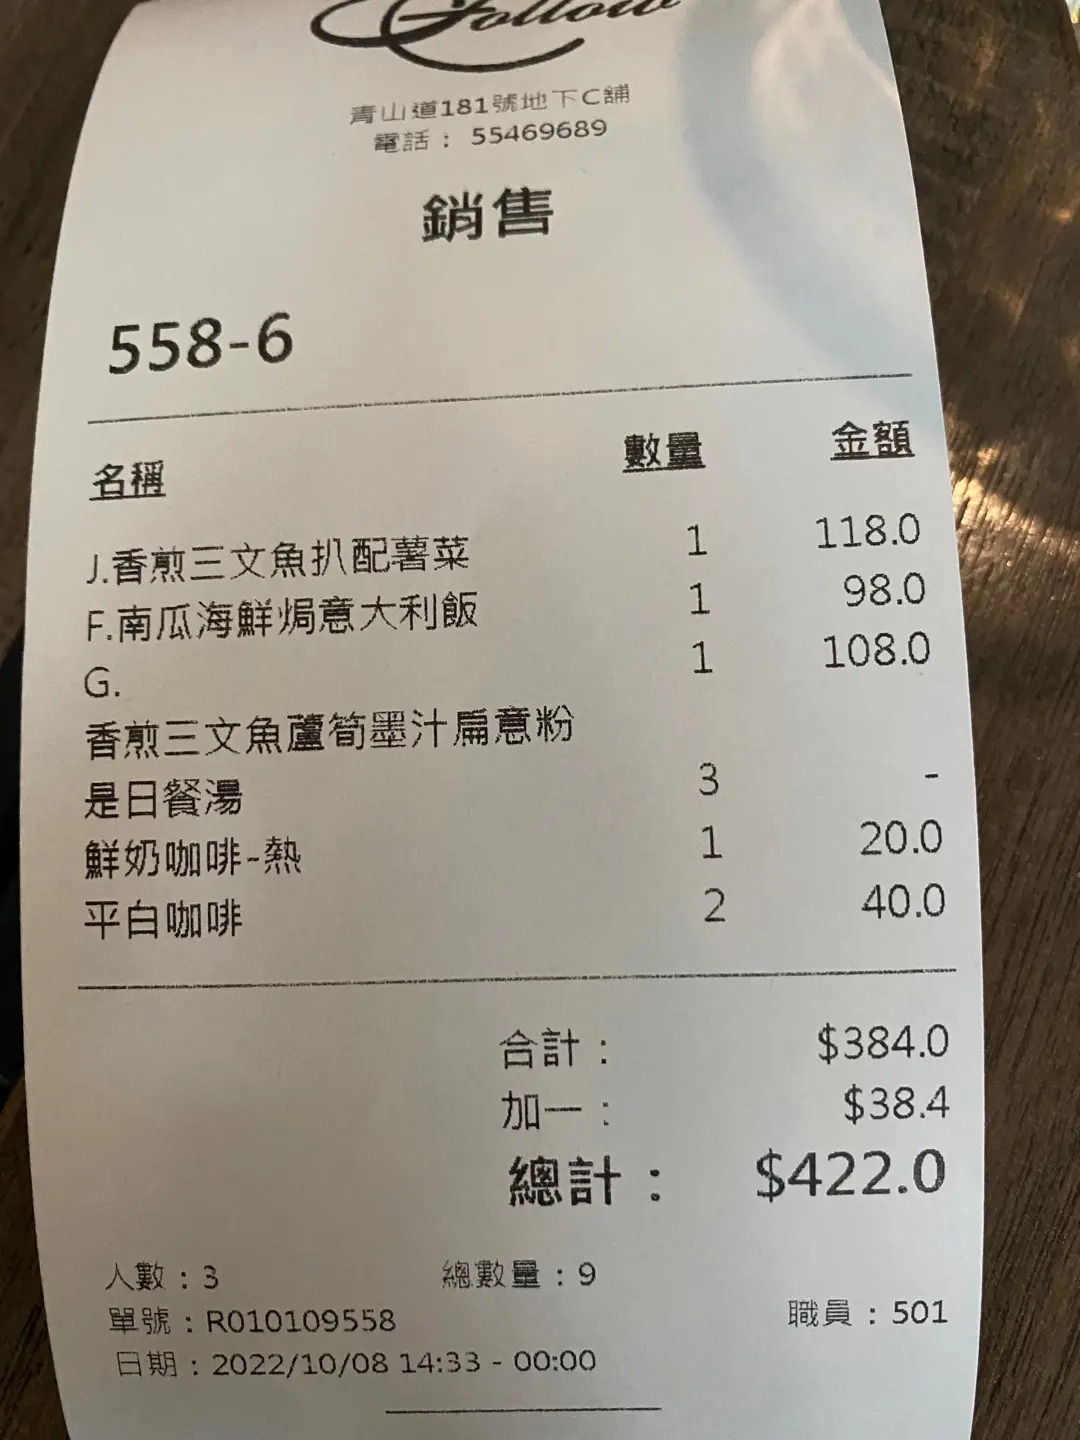 Follow
青山道181號地下C舖
電話： 55469689
銷售
558-6
名稱 數量 金額
J.香煎三文魚扒配薯菜 1 118.0
F.南瓜海鮮焗意大利飯 1 98.0
G. 1 108.0
香煎三文魚蘆筍墨汁扁意粉
是日餐湯 3 -
鮮奶咖啡-熱 1 20.0
平白咖啡 2 40.0
合計： $384.0
加一： $38.4
總計： $422.0
人數：3 總數量：9
單號：R010109558 職員：501
日期：2022/10/08 14:33 - 00:00